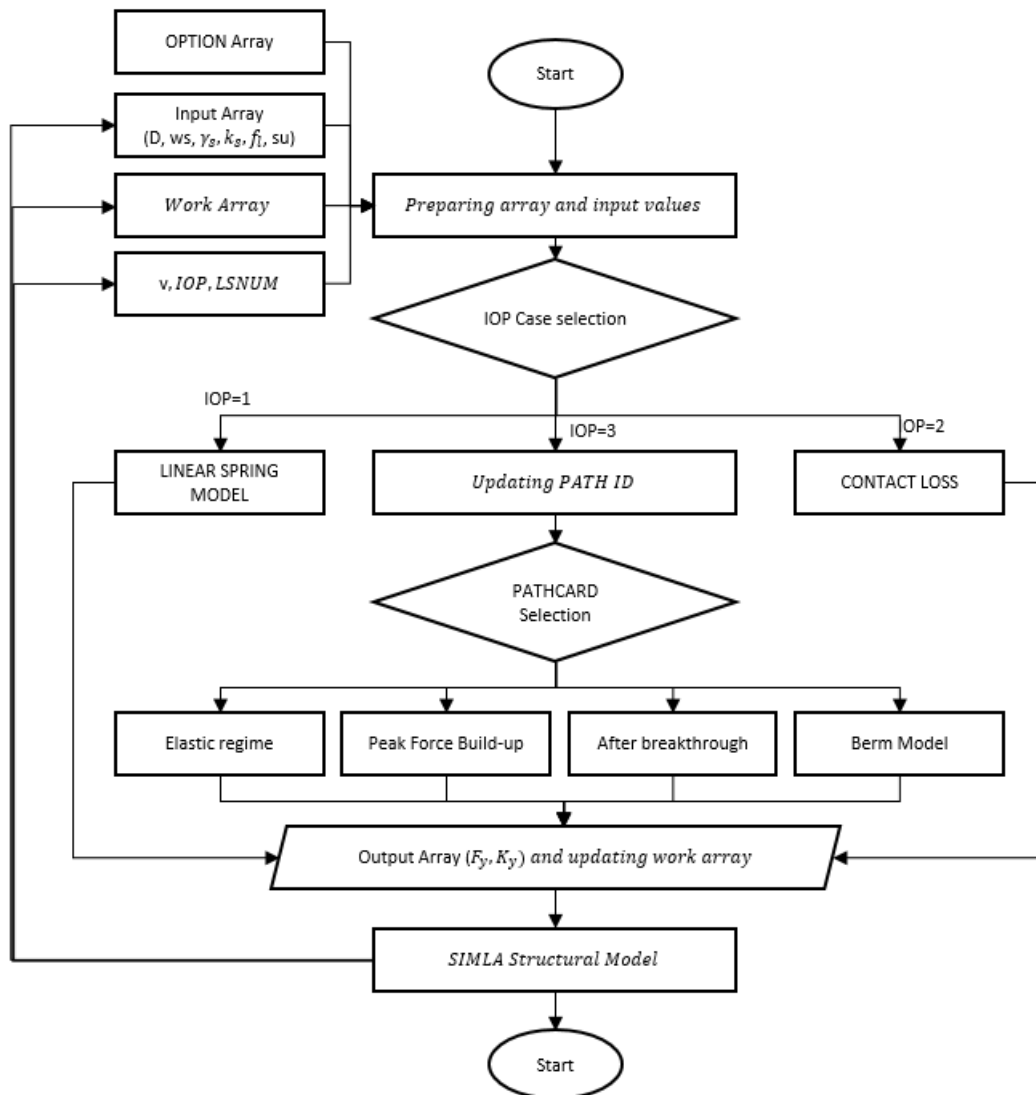 OPTION Array
Start
Input Array
(D, ws, γₛ, kₛ, fₗ, su)
Work Array
Preparing array and input values
v, IOP, LSNUM
IOP Case selection
IOP=1
IOP=3
OP=2
LINEAR SPRING
MODEL
Updating PATH ID
CONTACT LOSS
PATHCARD
Selection
Elastic regime
Peak Force Build-up
After breakthrough
Berm Model
Output Array (F_y, K_y) and updating work array
SIMLA Structural Model
Start